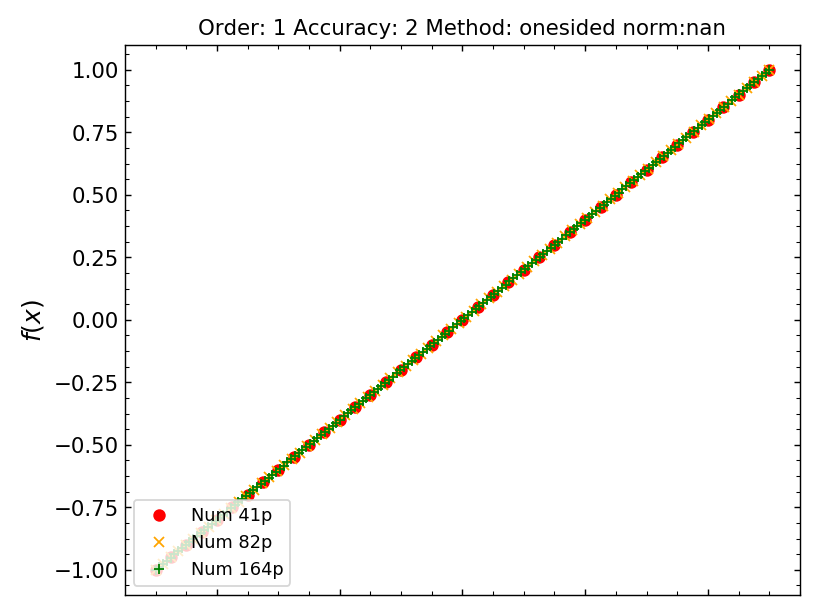 Order: 1 Accuracy: 2 Method: onesided norm:nan
1.00
0.75
0.50
0.25
0.00
−0.25
−0.50
−0.75
−1.00
f(x)
Num 41p
Num 82p
Num 164p